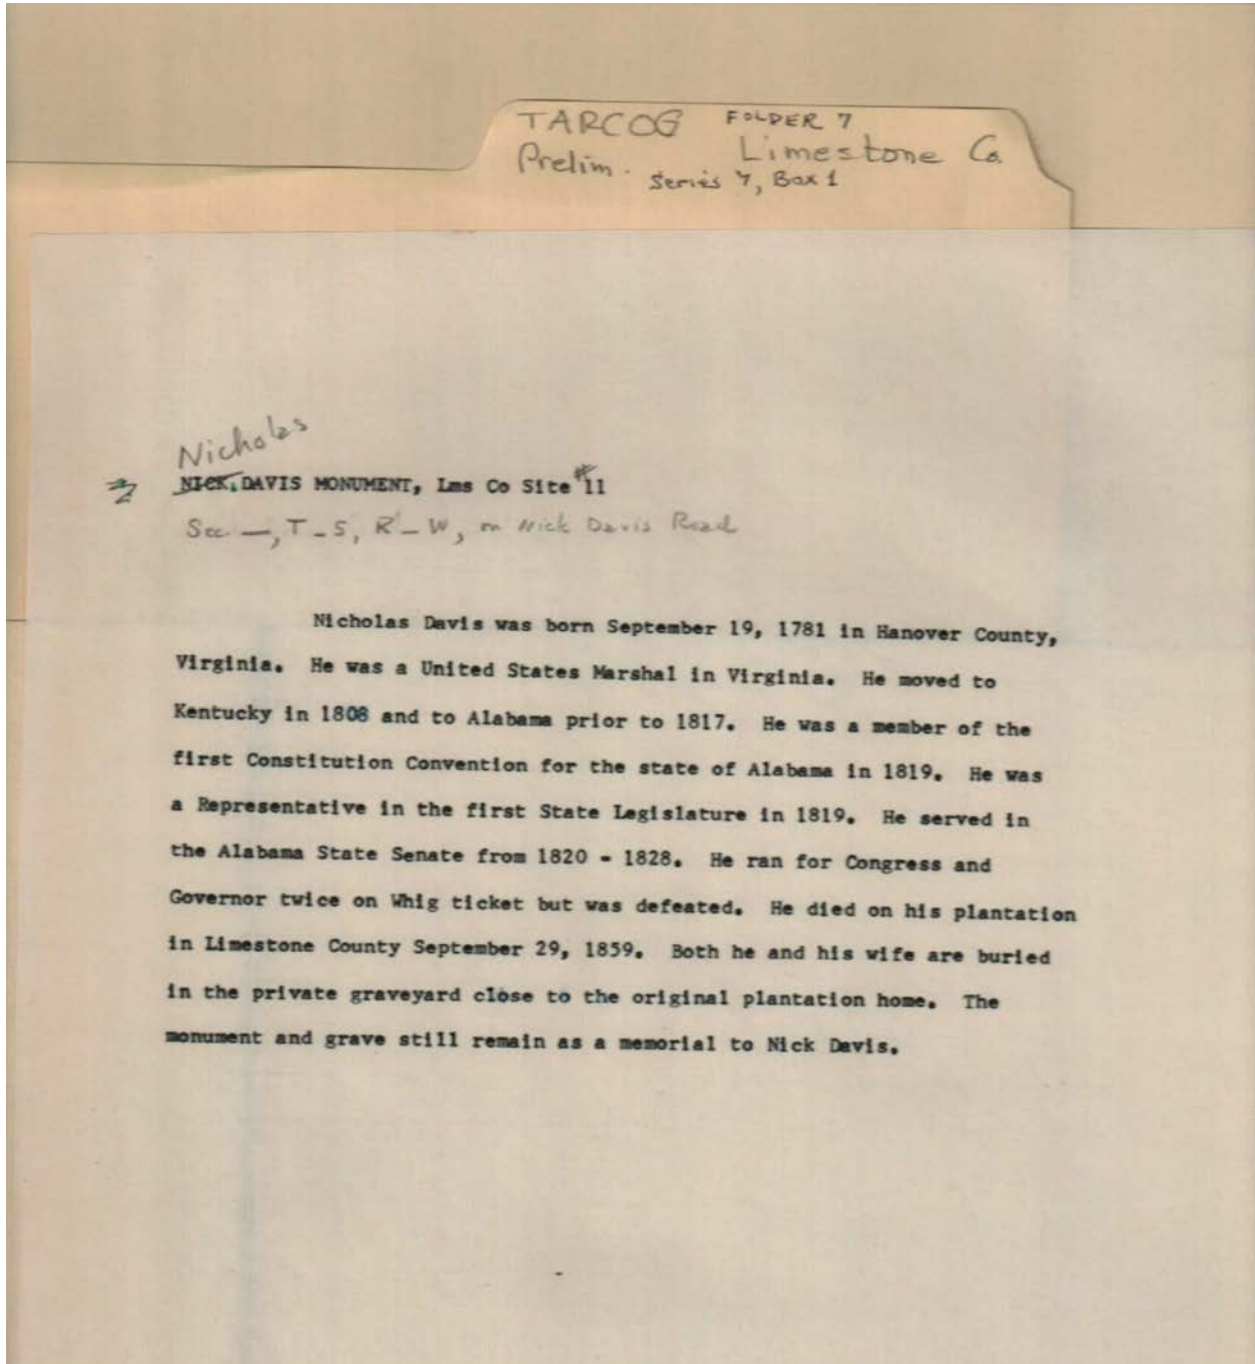 TARCOG FOLDER 7
Prelim. Limestone Co.
Series 7, Box 1
Nicholas
NICK DAVIS MONUMENT, Lms Co Site #11
Sec —, T – S, R – W, on Nick Davis Road
Nicholas Davis was born September 19, 1781 in Hanover County,
Virginia. He was a United States Marshal in Virginia. He moved to
Kentucky in 1808 and to Alabama prior to 1817. He was a member of the
first Constitution Convention for the state of Alabama in 1819. He was
a Representative in the first State Legislature in 1819. He served in
the Alabama State Senate from 1820 - 1828. He ran for Congress and
Governor twice on Whig ticket but was defeated. He died on his plantation
in Limestone County September 29, 1859. Both he and his wife are buried
in the private graveyard close to the original plantation home. The
monument and grave still remain as a memorial to Nick Davis.